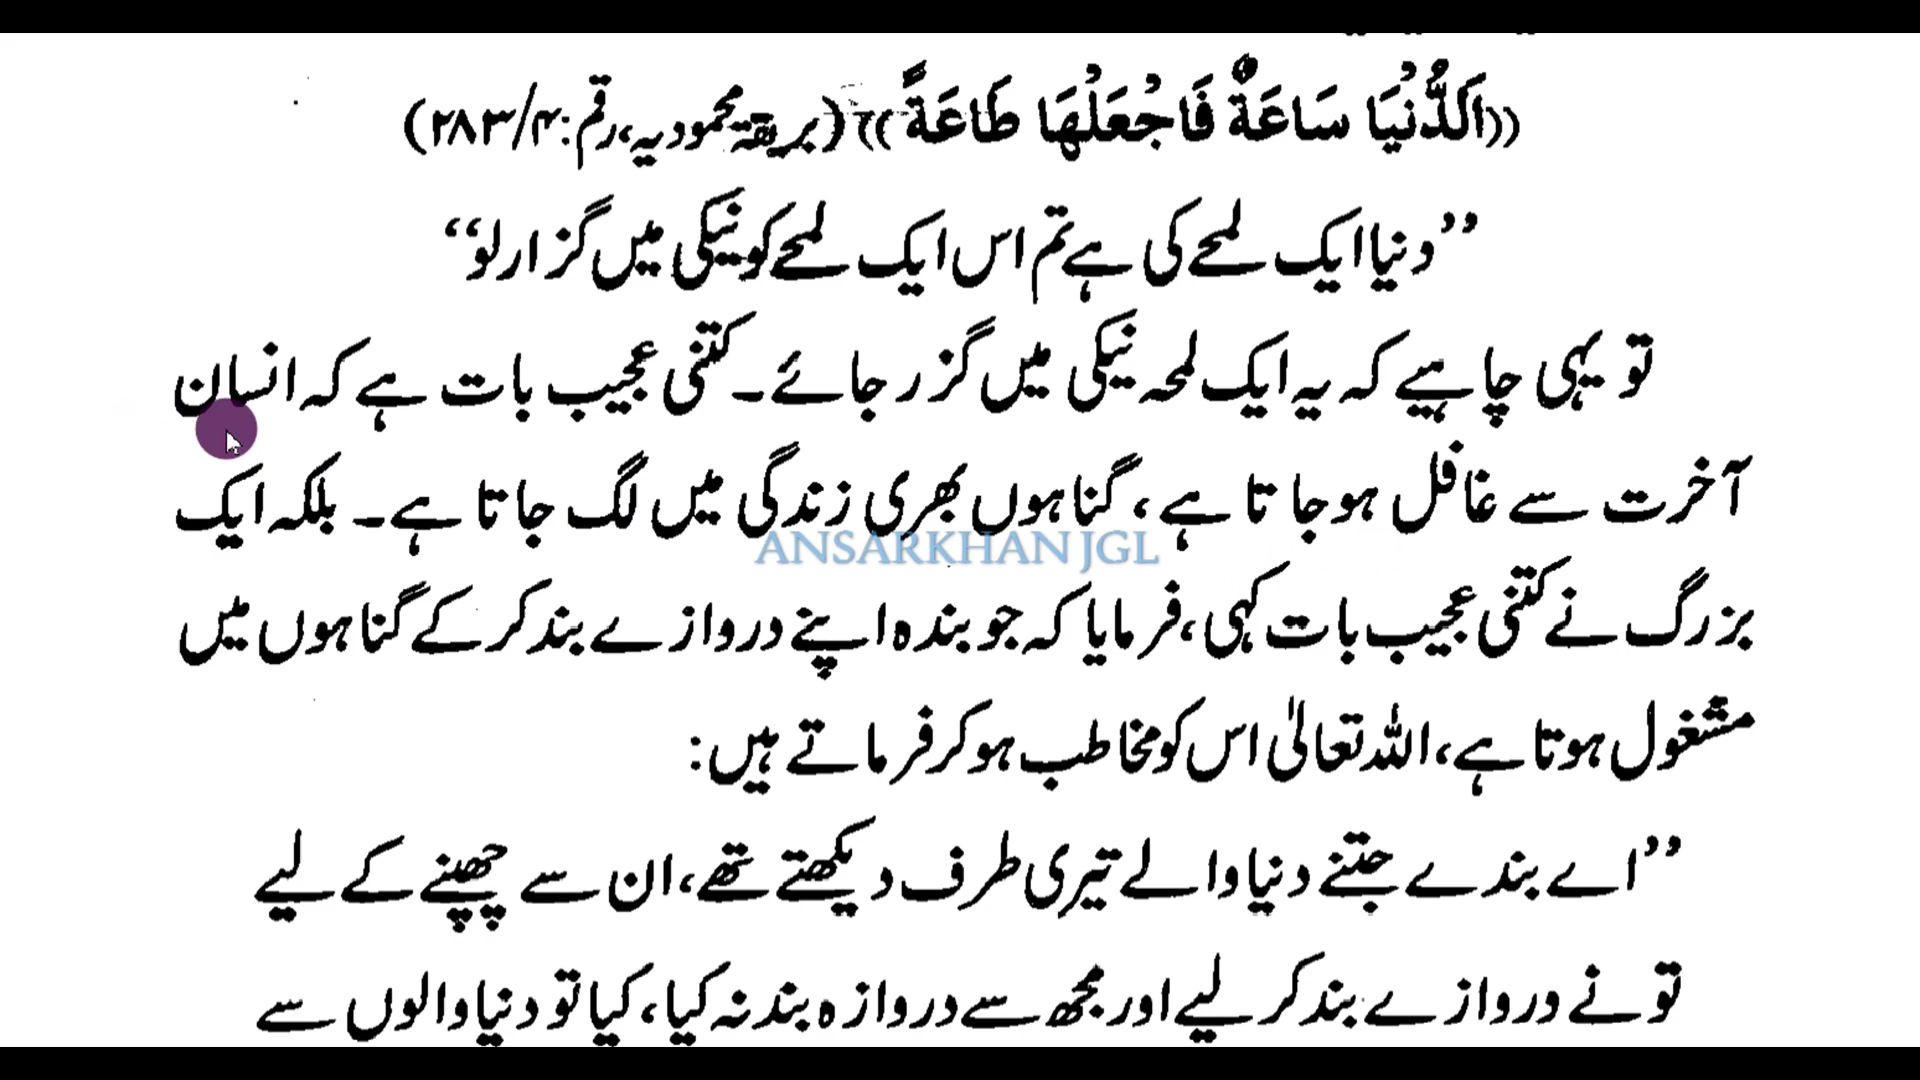 ((اَلدُّنْيَا سَاعَةٌ فَاجْعَلْهَا طَاعَةً)) (بریقۃ محمودیہ، رقم: ۲۸۳/۴)
’’دنیا ایک لمحے کی ہے تم اس ایک لمحے کو نیکی میں گزار لو‘‘
تو یہی چاہیے کہ یہ ایک لمحہ نیکی میں گزر جائے۔ کتنی عجیب بات ہے کہ انسان
آخرت سے غافل ہوجاتا ہے، گناہوں بھری زندگی میں لگ جاتا ہے۔ بلکہ ایک
ANSARKHAN JGL
بزرگ نے کتنی عجیب بات کہی، فرمایا کہ جو بندہ اپنے دروازے بند کر کے گناہوں میں
مشغول ہوتا ہے، اللہ تعالٰی اس کو مخاطب ہو کر فرماتے ہیں:
’’اے بندے جتنے دنیا والے تیری طرف دیکھتے تھے، ان سے چھپنے کے لیے
تو نے دروازے بند کر لیے اور مجھ سے دروازہ بند نہ کیا، کیا تو دنیا والوں سے